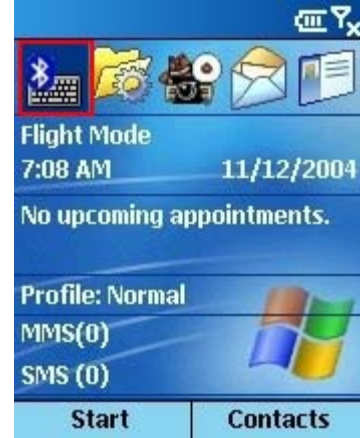 Flight Mode
7:08 AM 11/12/2004
No upcoming appointments.
Profile: Normal
MMS(0)
SMS (0)
Start Contacts